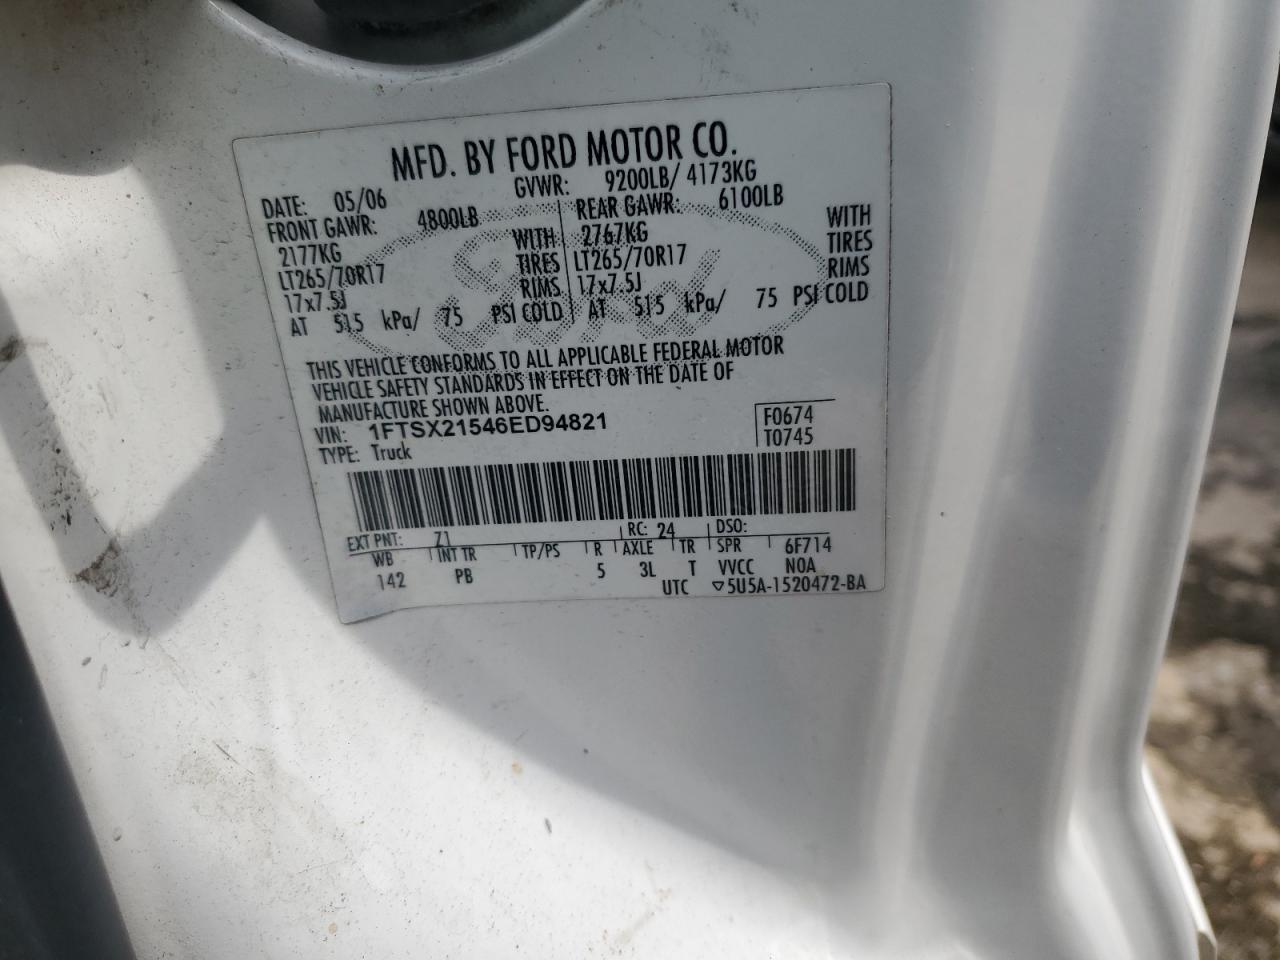 MFD. BY FORD MOTOR CO.
DATE: 05/06 GVWR: 9200LB/ 4173KG
FRONT GAWR: 4800LB REAR GAWR: 6100LB
2177KG WITH 2767KG WITH
LT265/70R17 TIRES LT265/70R17 TIRES
17x7.5J RIMS 17x7.5J RIMS
AT 515 kPa/ 75 PSI COLD AT 515 kPa/ 75 PSI COLD
Ford
THIS VEHICLE CONFORMS TO ALL APPLICABLE FEDERAL MOTOR
VEHICLE SAFETY STANDARDS IN EFFECT ON THE DATE OF
MANUFACTURE SHOWN ABOVE.
VIN: 1FTSX21546ED94821 F0674
TYPE: Truck T0745
EXT PNT: Z1 RC: 24 DSO:
WB INT TR TP/PS R AXLE TR SPR 6F714
142 PB 5 3L T VVCC NOA
UTC ▽5U5A-1520472-BA